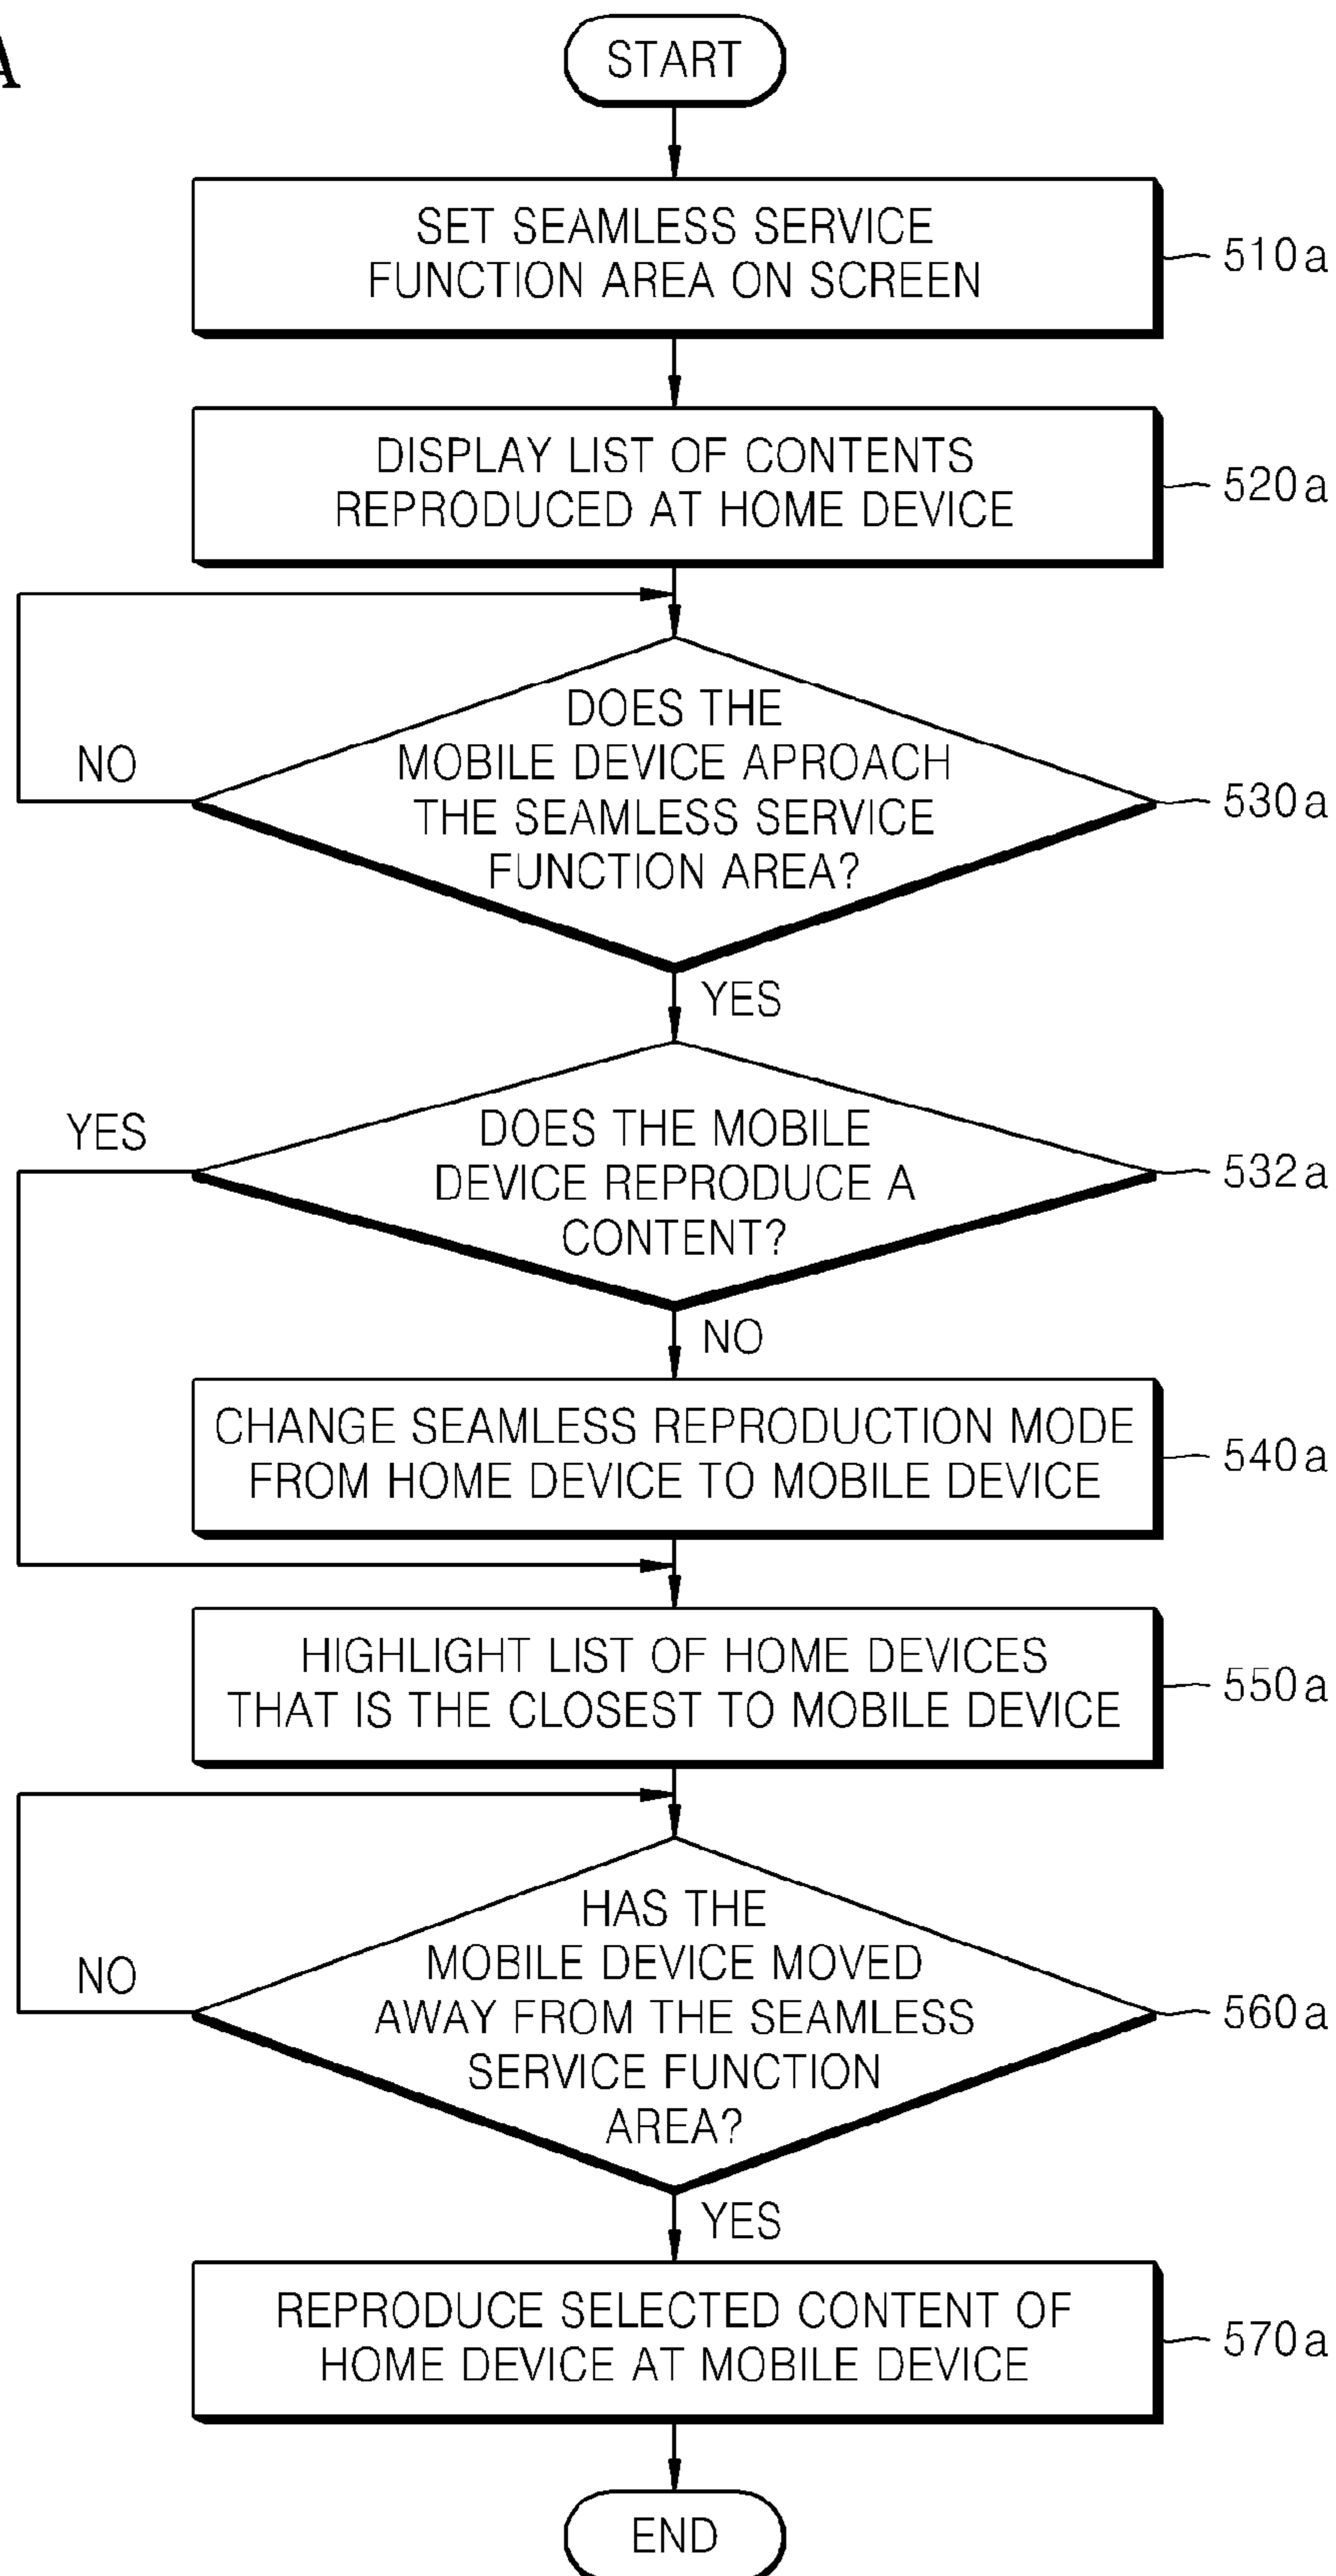 A
START
SET SEAMLESS SERVICE
FUNCTION AREA ON SCREEN
510a
DISPLAY LIST OF CONTENTS
REPRODUCED AT HOME DEVICE
520a
DOES THE
MOBILE DEVICE APROACH
THE SEAMLESS SERVICE
FUNCTION AREA?
NO
530a
YES
DOES THE MOBILE
DEVICE REPRODUCE A
CONTENT?
YES
532a
NO
CHANGE SEAMLESS REPRODUCTION MODE
FROM HOME DEVICE TO MOBILE DEVICE
540a
HIGHLIGHT LIST OF HOME DEVICES
THAT IS THE CLOSEST TO MOBILE DEVICE
550a
HAS THE
MOBILE DEVICE MOVED
AWAY FROM THE SEAMLESS
SERVICE FUNCTION
AREA?
NO
560a
YES
REPRODUCE SELECTED CONTENT OF
HOME DEVICE AT MOBILE DEVICE
570a
END